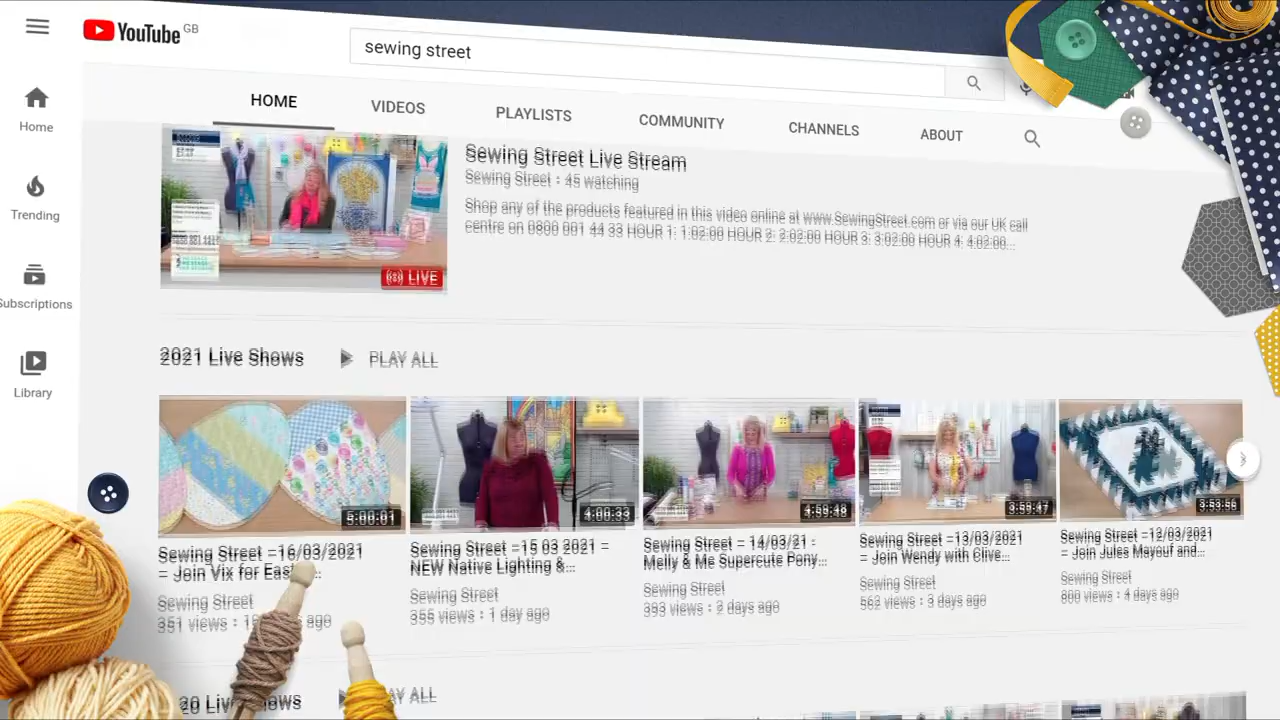 YouTube GB
sewing street
HOME VIDEOS PLAYLISTS COMMUNITY CHANNELS ABOUT
Home
Trending
Subscriptions
Library
Sewing Street Live Stream
Sewing Street • 45 watching
Shop any of the products featured in this video online at www.SewingStreet.com or via our UK call
centre on 0800 001 44 33 HOUR 1: 1:02:00 HOUR 2: 2:02:00 HOUR 3: 3:02:00 HOUR 4: 4:02:00...
LIVE
2021 Live Shows PLAY ALL
5:00:01
4:00:33
4:59:48
3:59:47
3:53:56
Sewing Street - 16/03/2021
- Join Vix for
Sewing Street
351 views
ago
Sewing Street - 15 03 2021 -
NEW Native Lighting &...
Sewing Street
355 views • 1 day ago
Sewing Street - 14/03/21 -
Melly & Me Supercute Pony...
Sewing Street
393 views • 2 days ago
Sewing Street - 13/03/2021
- Join Wendy with Clive...
Sewing Street
562 views • 3 days ago
Sewing Street - 12/03/2021
- Join Jules Mayouf and...
Sewing Street
800 views • 4 days ago